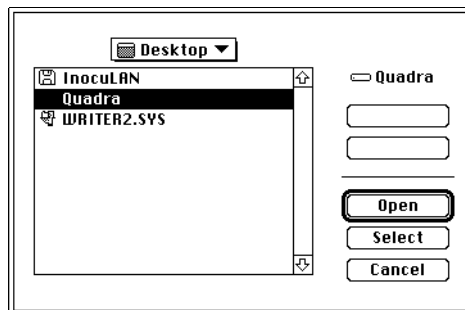 Desktop
InocuLAN
Quadra
WRITER2.SYS
Quadra
Open
Select
Cancel